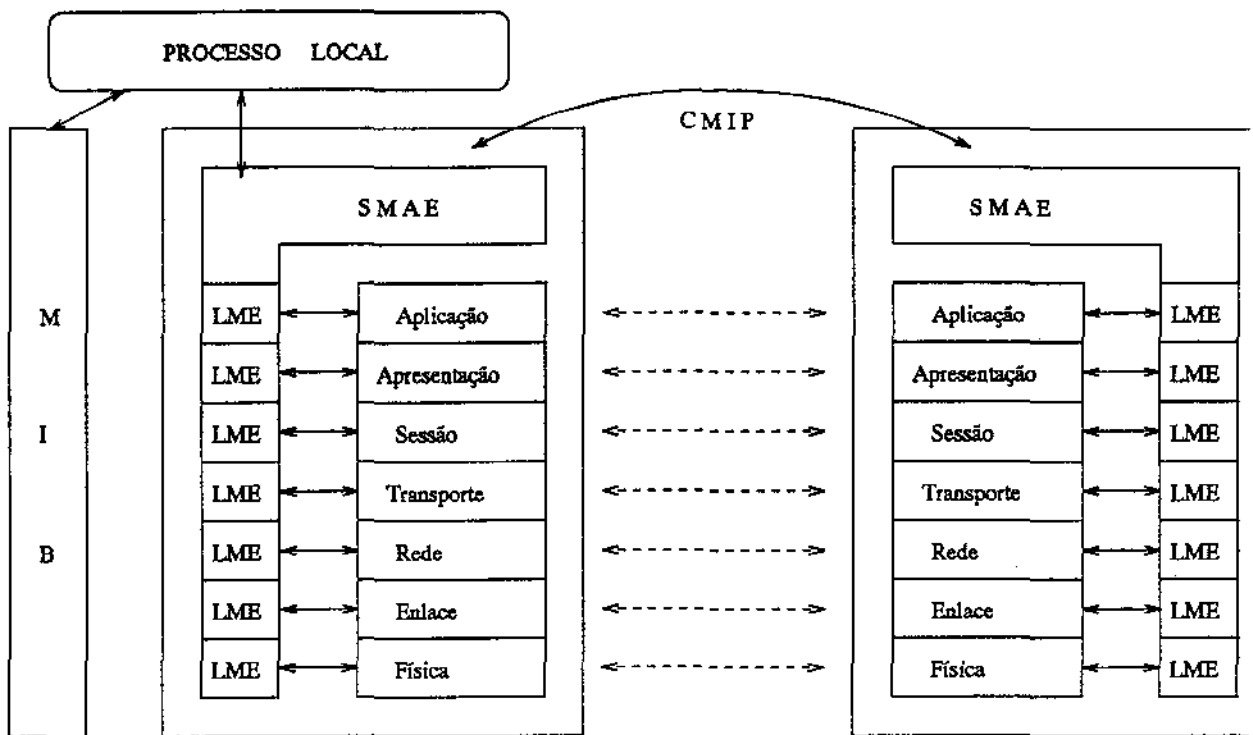 PROCESSO LOCAL
CMIP
SMAE
SMAE
M
I
B
LME Aplicação Aplicação LME
LME Apresentação Apresentação LME
LME Sessão Sessão LME
LME Transporte Transporte LME
LME Rede Rede LME
LME Enlace Enlace LME
LME Física Física LME